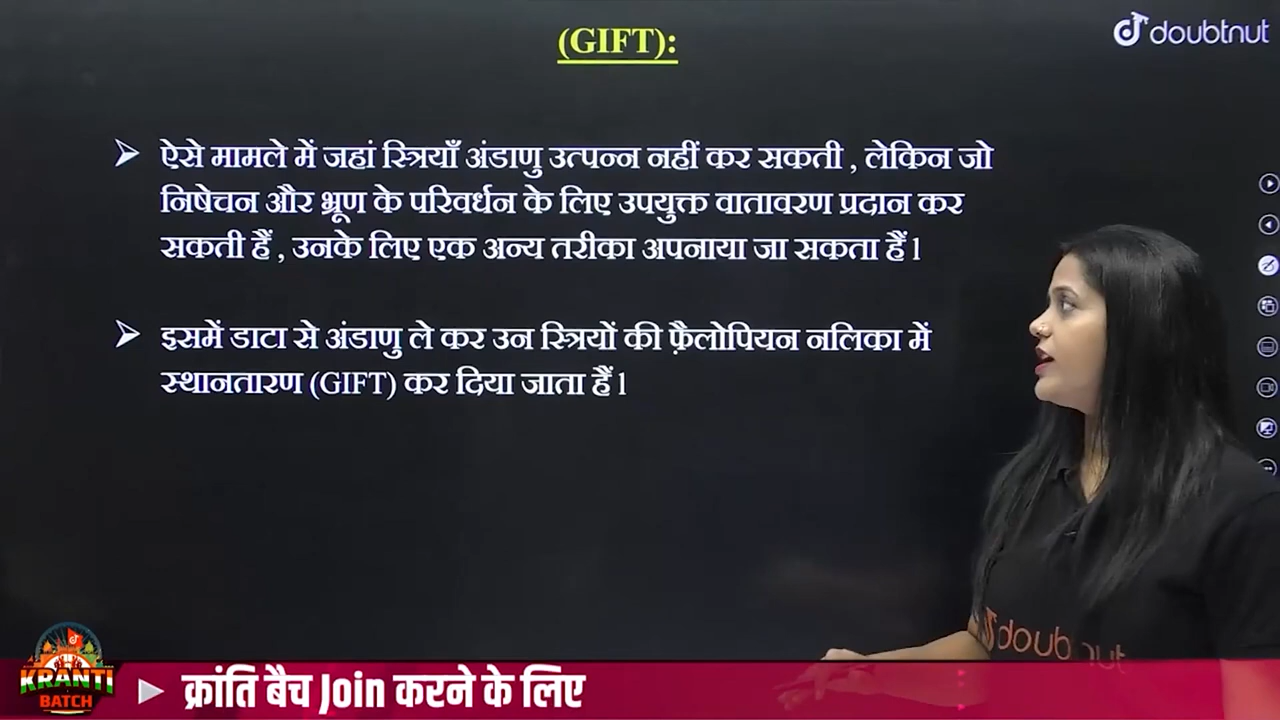 (GIFT):
doubtnut
ऐसे मामले में जहां स्त्रियाँ अंडाणु उत्पन्न नहीं कर सकती , लेकिन जो
निषेचन और भ्रूण के परिवर्धन के लिए उपयुक्त वातावरण प्रदान कर
सकती हैं , उनके लिए एक अन्य तरीका अपनाया जा सकता हैं l
इसमें डाटा से अंडाणु ले कर उन स्त्रियों की फ़ैलोपियन नलिका में
स्थानतारण (GIFT) कर दिया जाता हैं l
doubtnut
KRANTI
BATCH
क्रांति बैच Join करने के लिए